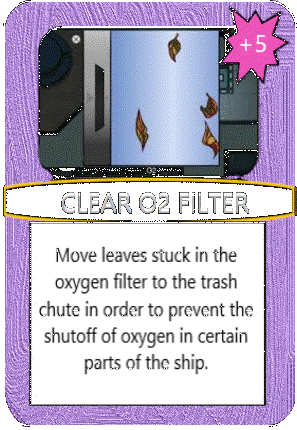 +5
CLEAR O2 FILTER
Move leaves stuck in the
oxygen filter to the trash
chute in order to prevent the
shutoff of oxygen in certain
parts of the ship.